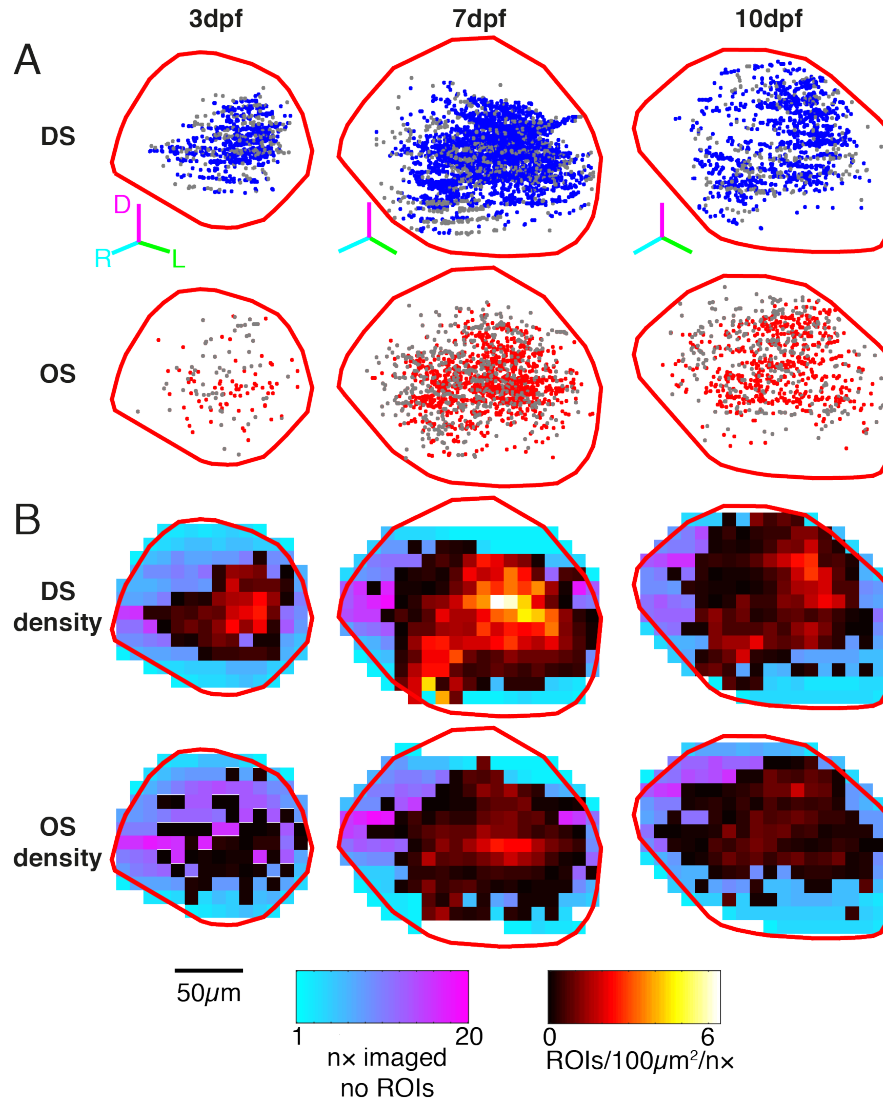 3dpf 7dpf 10dpf
A
DS
D
R L
OS
B
DS
density
OS
density
50µm
1 20
n× imaged
no ROIs
0 6
ROIs/100µm²/n×